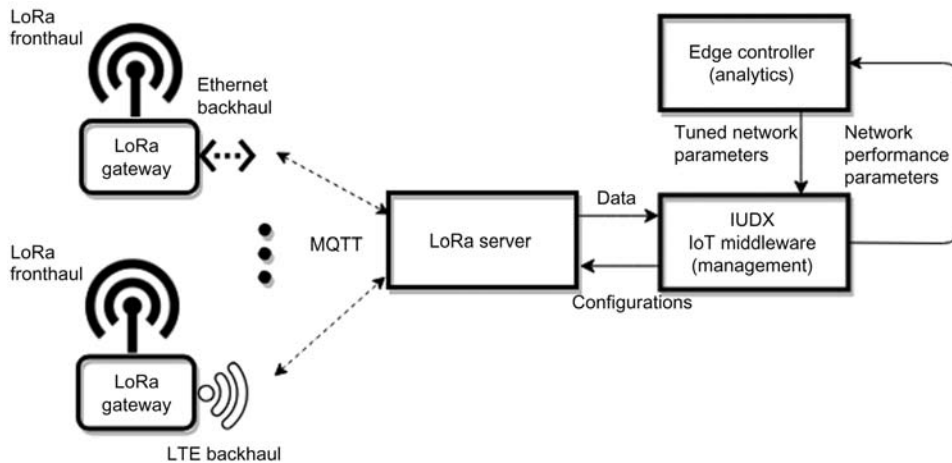 LoRa
fronthaul
Ethernet
backhaul
LoRa
gateway
LoRa
fronthaul
LoRa
gateway
LTE backhaul
MQTT
LoRa server
Data
Configurations
Edge controller
(analytics)
Tuned network
parameters
Network
performance
parameters
IUDX
IoT middleware
(management)